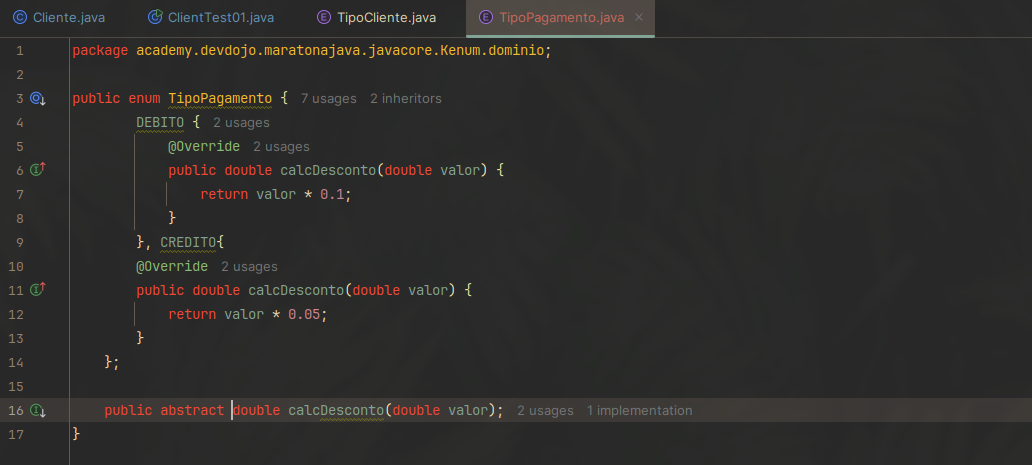 Cliente.java ClientTest01.java TipoCliente.java TipoPagamento.java
1 package academy.devdojo.maratonajava.javacore.Kenum.dominio;
2
3 public enum TipoPagamento { 7 usages 2 inheritors
4 DEBITO { 2 usages
5 @Override 2 usages
6 public double calcDesconto(double valor) {
7 return valor * 0.1;
8 }
9 }, CREDITO{
10 @Override 2 usages
11 public double calcDesconto(double valor) {
12 return valor * 0.05;
13 }
14 };
15
16 public abstract double calcDesconto(double valor); 2 usages 1 implementation
17 }